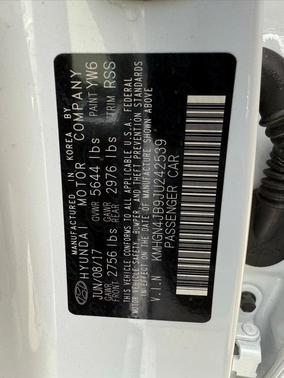 MANUFACTURED IN KOREA BY
HYUNDAI MOTOR COMPANY
JUN/08/17 GVWR 5644 lbs PAINT YW6
GAWR FRONT: 2756 lbs GAWR REAR 2976 lbs TRIM RSS
THIS VEHICLE CONFORMS TO ALL APPLICABLE U.S.A. FEDERAL
MOTOR VEHICLE SAFETY, BUMPER, AND THEFT PREVENTION STANDARDS
IN EFFECT ON THE DATE OF MANUFACTURE SHOWN ABOVE.
V.I.N KMHGN4JB9JU242539
PASSENGER CAR